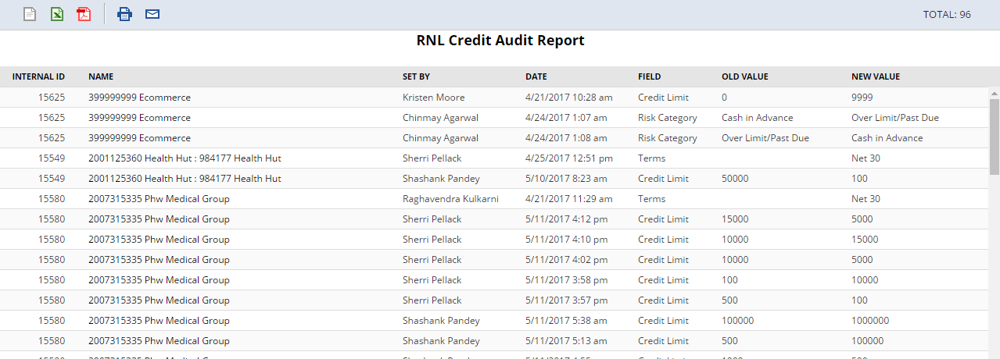 TOTAL: 96
RNL Credit Audit Report
INTERNAL ID NAME SET BY DATE FIELD OLD VALUE NEW VALUE
15625 399999999 Ecommerce Kristen Moore 4/21/2017 10:28 am Credit Limit 0 9999
15625 399999999 Ecommerce Chinmay Agarwal 4/24/2017 1:07 am Risk Category Cash in Advance Over Limit/Past Due
15625 399999999 Ecommerce Chinmay Agarwal 4/24/2017 1:08 am Risk Category Over Limit/Past Due Cash in Advance
15549 2001125360 Health Hut : 984177 Health Hut Sherri Pellack 4/25/2017 12:51 pm Terms Net 30
15549 2001125360 Health Hut : 984177 Health Hut Shashank Pandey 5/10/2017 8:23 am Credit Limit 50000 100
15580 2007315335 Phw Medical Group Raghavendra Kulkarni 4/21/2017 11:29 am Terms Net 30
15580 2007315335 Phw Medical Group Sherri Pellack 5/11/2017 4:12 pm Credit Limit 15000 5000
15580 2007315335 Phw Medical Group Sherri Pellack 5/11/2017 4:10 pm Credit Limit 10000 15000
15580 2007315335 Phw Medical Group Sherri Pellack 5/11/2017 4:02 pm Credit Limit 10000 5000
15580 2007315335 Phw Medical Group Sherri Pellack 5/11/2017 3:58 pm Credit Limit 100 10000
15580 2007315335 Phw Medical Group Sherri Pellack 5/11/2017 3:57 pm Credit Limit 500 100
15580 2007315335 Phw Medical Group Shashank Pandey 5/11/2017 5:38 am Credit Limit 100000 1000000
15580 2007315335 Phw Medical Group Shashank Pandey 5/11/2017 5:13 am Credit Limit 500 100000